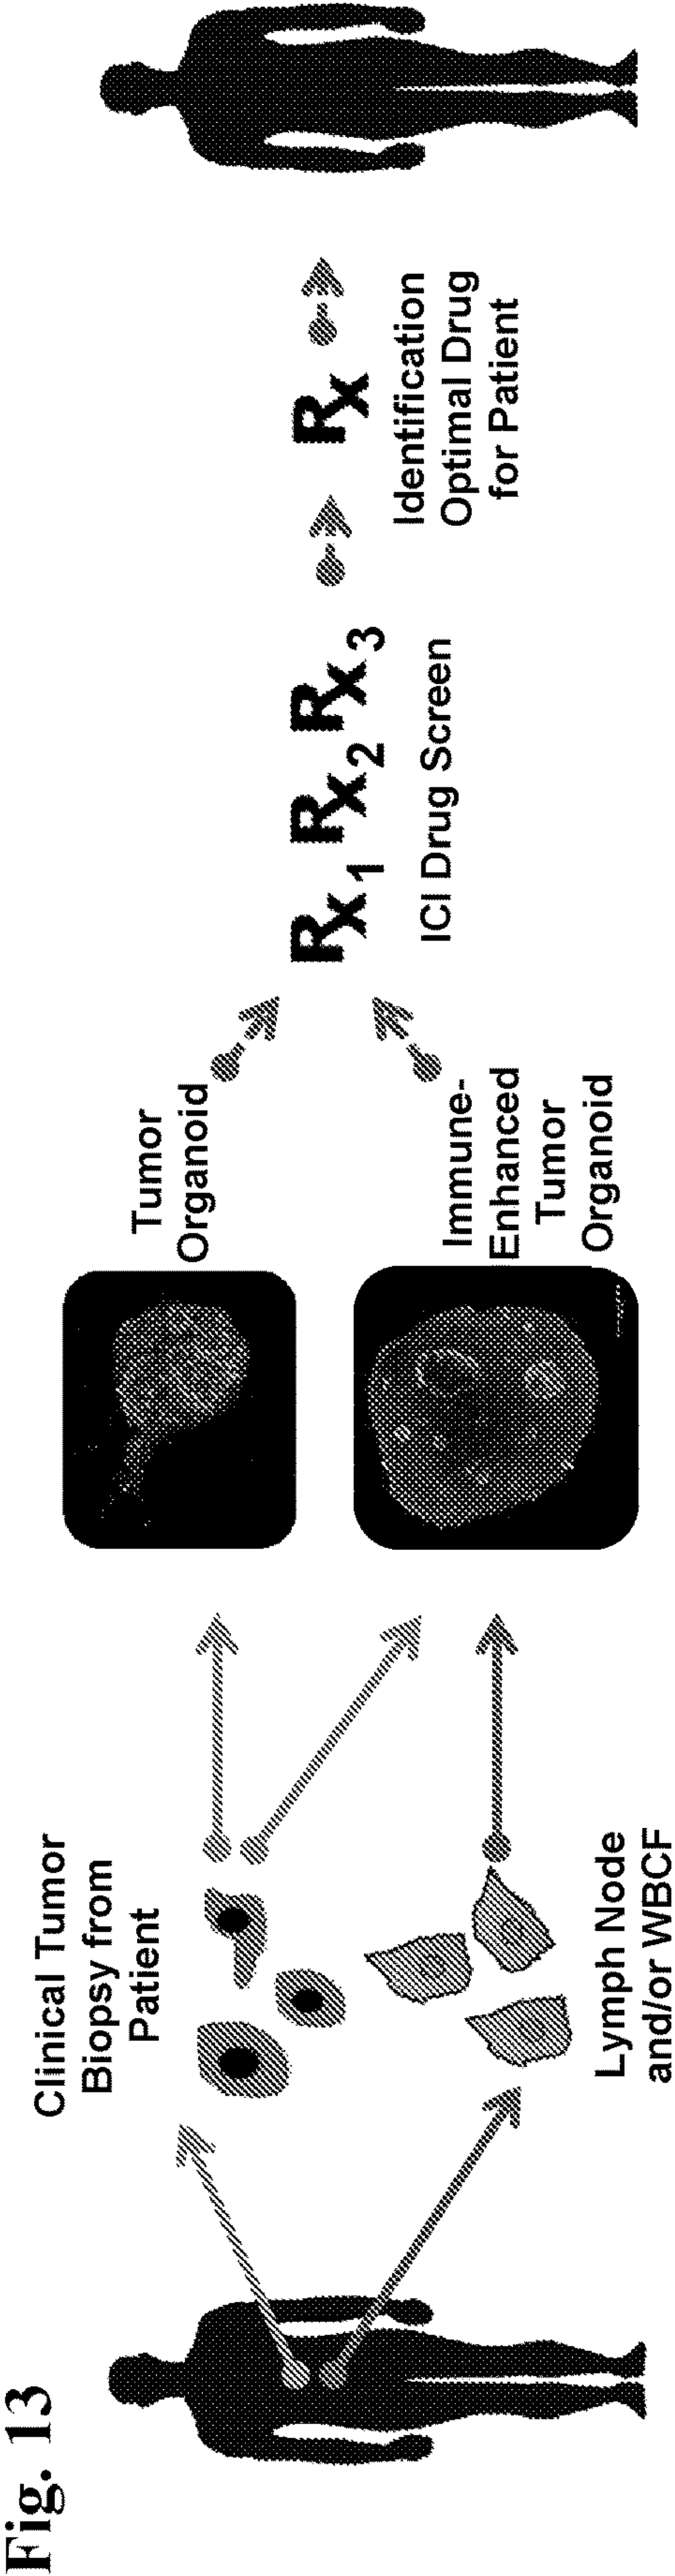 Fig. 13
Clinical Tumor
Biopsy from
Patient
Lymph Node
and/or WBCF
Tumor
Organoid
Immune-
Enhanced
Tumor
Organoid
Rx1 Rx2 Rx3
ICI Drug Screen
Rx
Identification
Optimal Drug
for Patient